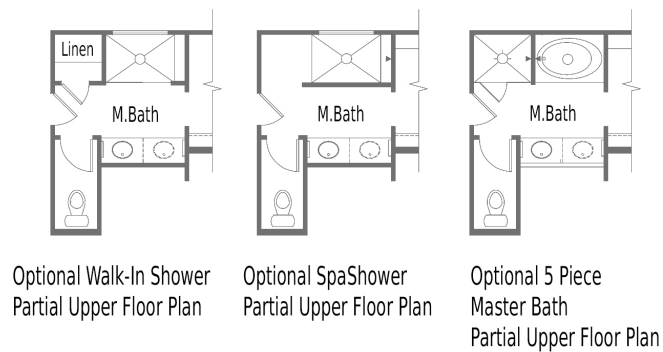 Linen
M.Bath
M.Bath
M.Bath
Optional Walk-In Shower
Partial Upper Floor Plan
Optional SpaShower
Partial Upper Floor Plan
Optional 5 Piece
Master Bath
Partial Upper Floor Plan